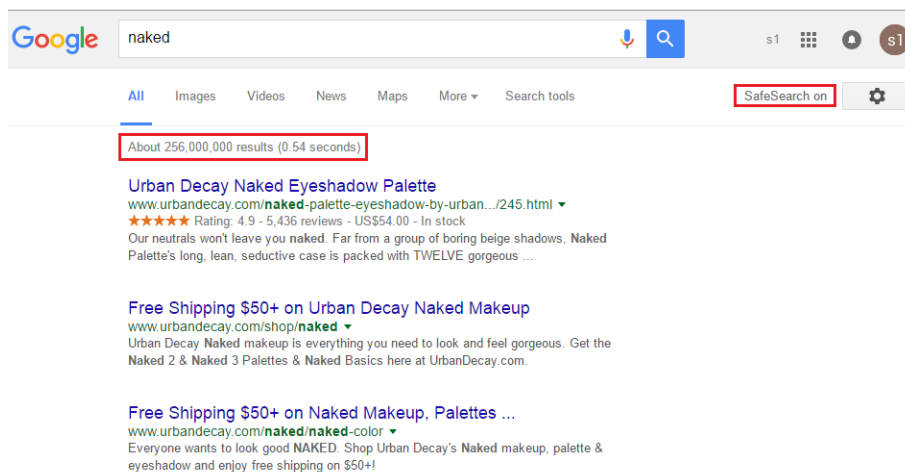 Google
naked
s1
s1
All Images Videos News Maps More Search tools
SafeSearch on
About 256,000,000 results (0.54 seconds)
Urban Decay Naked Eyeshadow Palette
www.urbandecay.com/naked-palette-eyeshadow-by-urban.../245.html
Rating: 4.9 - 5,436 reviews - US$54.00 - In stock
Our neutrals won't leave you naked. Far from a group of boring beige shadows, Naked
Palette's long, lean, seductive case is packed with TWELVE gorgeous ...
Free Shipping $50+ on Urban Decay Naked Makeup
www.urbandecay.com/shop/naked
Urban Decay Naked makeup is everything you need to look and feel gorgeous. Get the
Naked 2 & Naked 3 Palettes & Naked Basics here at UrbanDecay.com.
Free Shipping $50+ on Naked Makeup, Palettes ...
www.urbandecay.com/naked/naked-color
Everyone wants to look good NAKED. Shop Urban Decay's Naked makeup, palette &
eyeshadow and enjoy free shipping on $50+!